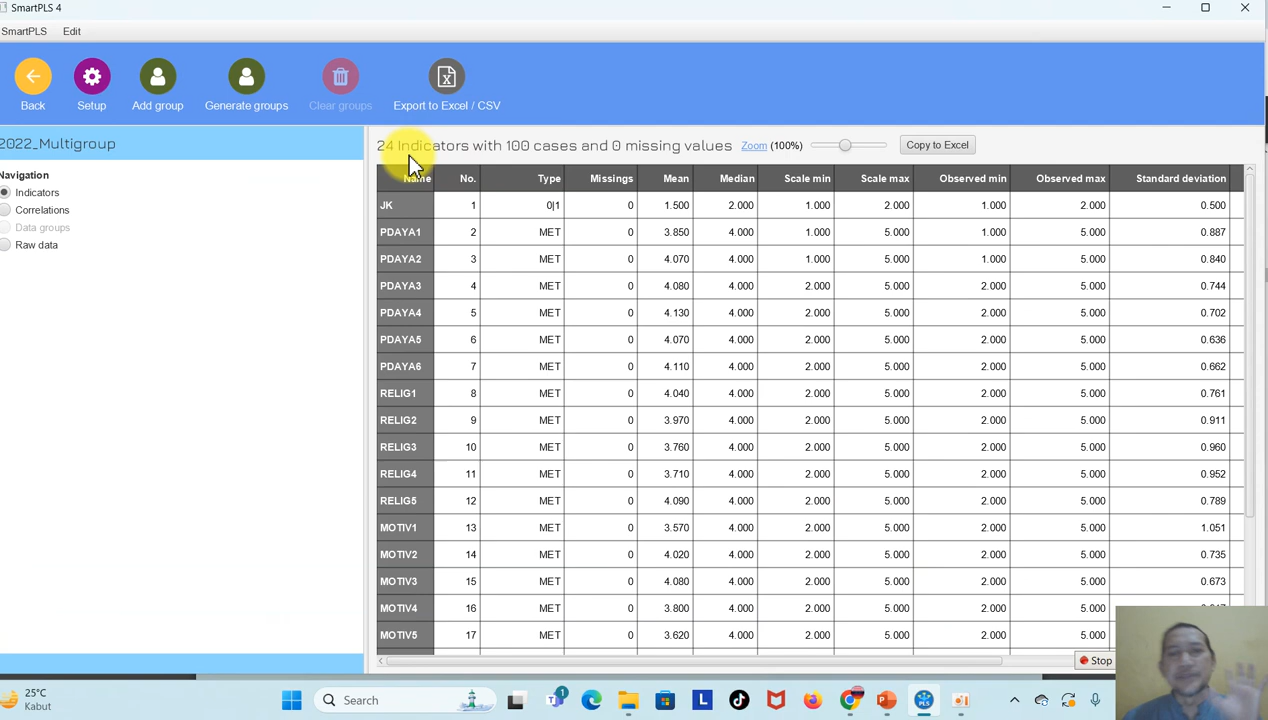 SmartPLS 4
SmartPLS Edit
Back Setup Add group Generate groups Clear groups Export to Excel / CSV
2022_Multigroup
Navigation
Indicators
Correlations
Data groups
Raw data
24 Indicators with 100 cases and 0 missing values Zoom (100%) Copy to Excel
Name No. Type Missings Mean Median Scale min Scale max Observed min Observed max Standard deviation
JK 1 0|1 0 1.500 2.000 1.000 2.000 1.000 2.000 0.500
PDAYA1 2 MET 0 3.850 4.000 1.000 5.000 1.000 5.000 0.887
PDAYA2 3 MET 0 4.070 4.000 1.000 5.000 1.000 5.000 0.840
PDAYA3 4 MET 0 4.080 4.000 2.000 5.000 2.000 5.000 0.744
PDAYA4 5 MET 0 4.130 4.000 2.000 5.000 2.000 5.000 0.702
PDAYA5 6 MET 0 4.070 4.000 2.000 5.000 2.000 5.000 0.636
PDAYA6 7 MET 0 4.110 4.000 2.000 5.000 2.000 5.000 0.662
RELIG1 8 MET 0 4.040 4.000 2.000 5.000 2.000 5.000 0.761
RELIG2 9 MET 0 3.970 4.000 2.000 5.000 2.000 5.000 0.911
RELIG3 10 MET 0 3.760 4.000 2.000 5.000 2.000 5.000 0.960
RELIG4 11 MET 0 3.710 4.000 2.000 5.000 2.000 5.000 0.952
RELIG5 12 MET 0 4.090 4.000 2.000 5.000 2.000 5.000 0.789
MOTIV1 13 MET 0 3.570 4.000 2.000 5.000 2.000 5.000 1.051
MOTIV2 14 MET 0 4.020 4.000 2.000 5.000 2.000 5.000 0.735
MOTIV3 15 MET 0 4.080 4.000 2.000 5.000 2.000 5.000 0.673
MOTIV4 16 MET 0 3.800 4.000 2.000 5.000 2.000 5.000
MOTIV5 17 MET 0 3.620 4.000 2.000 5.000 2.000 5.000
Stop
25°C
Kabut
Search
1